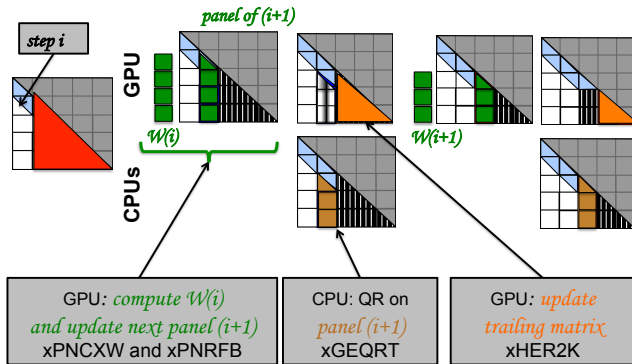 step i
panel of (i+1)
GPU
W(i)
W(i+1)
CPUs
GPU: compute W(i)
and update next panel (i+1)
xPNCXW and xPNRFB
CPU: QR on
panel (i+1)
xGEQRT
GPU: update
trailing matrix
xHER2K